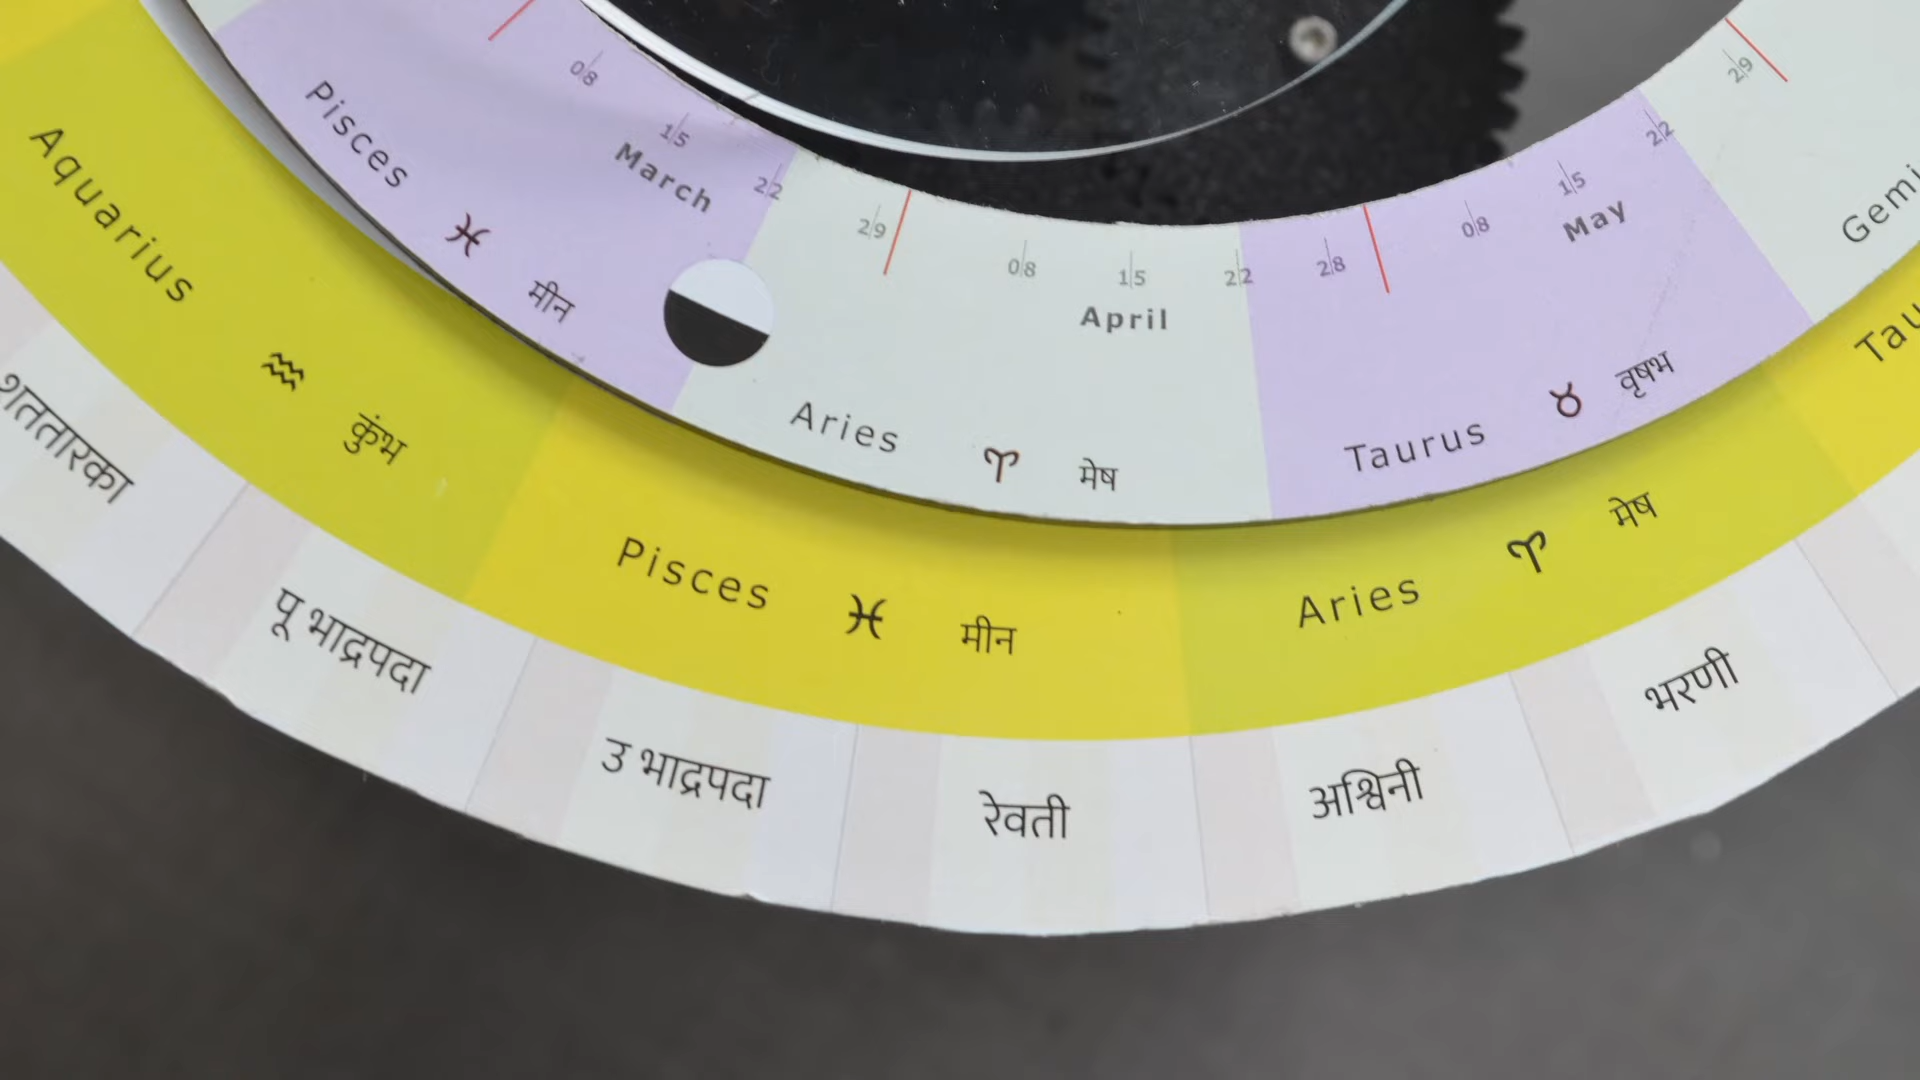 08
15
March
22
29
08
15
April
22
28
08
15
May
22
29
Pisces ♓ मीन
Aries ♈ मेष
Taurus ♉ वृषभ
Gemi
Aquarius ♒ कुंभ
Pisces ♓ मीन
Aries ♈ मेष
Tau
शततारका
पू भाद्रपदा
उ भाद्रपदा
रेवती
अश्विनी
भरणी